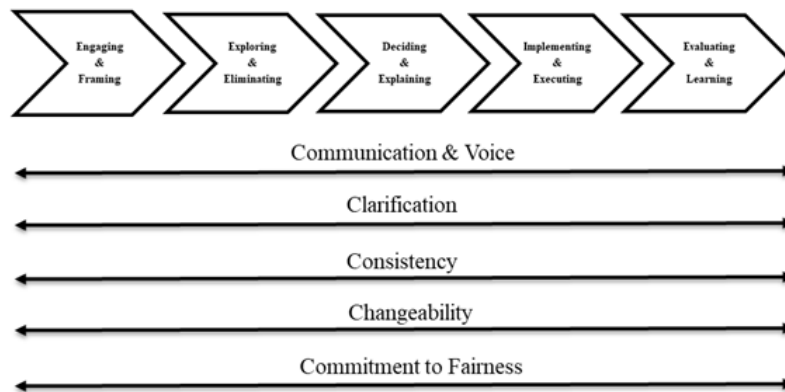 Engaging
&
Framing
Exploring
&
Eliminating
Deciding
&
Explaining
Implementing
&
Executing
Evaluating
&
Learning
Communication & Voice
Clarification
Consistency
Changeability
Commitment to Fairness